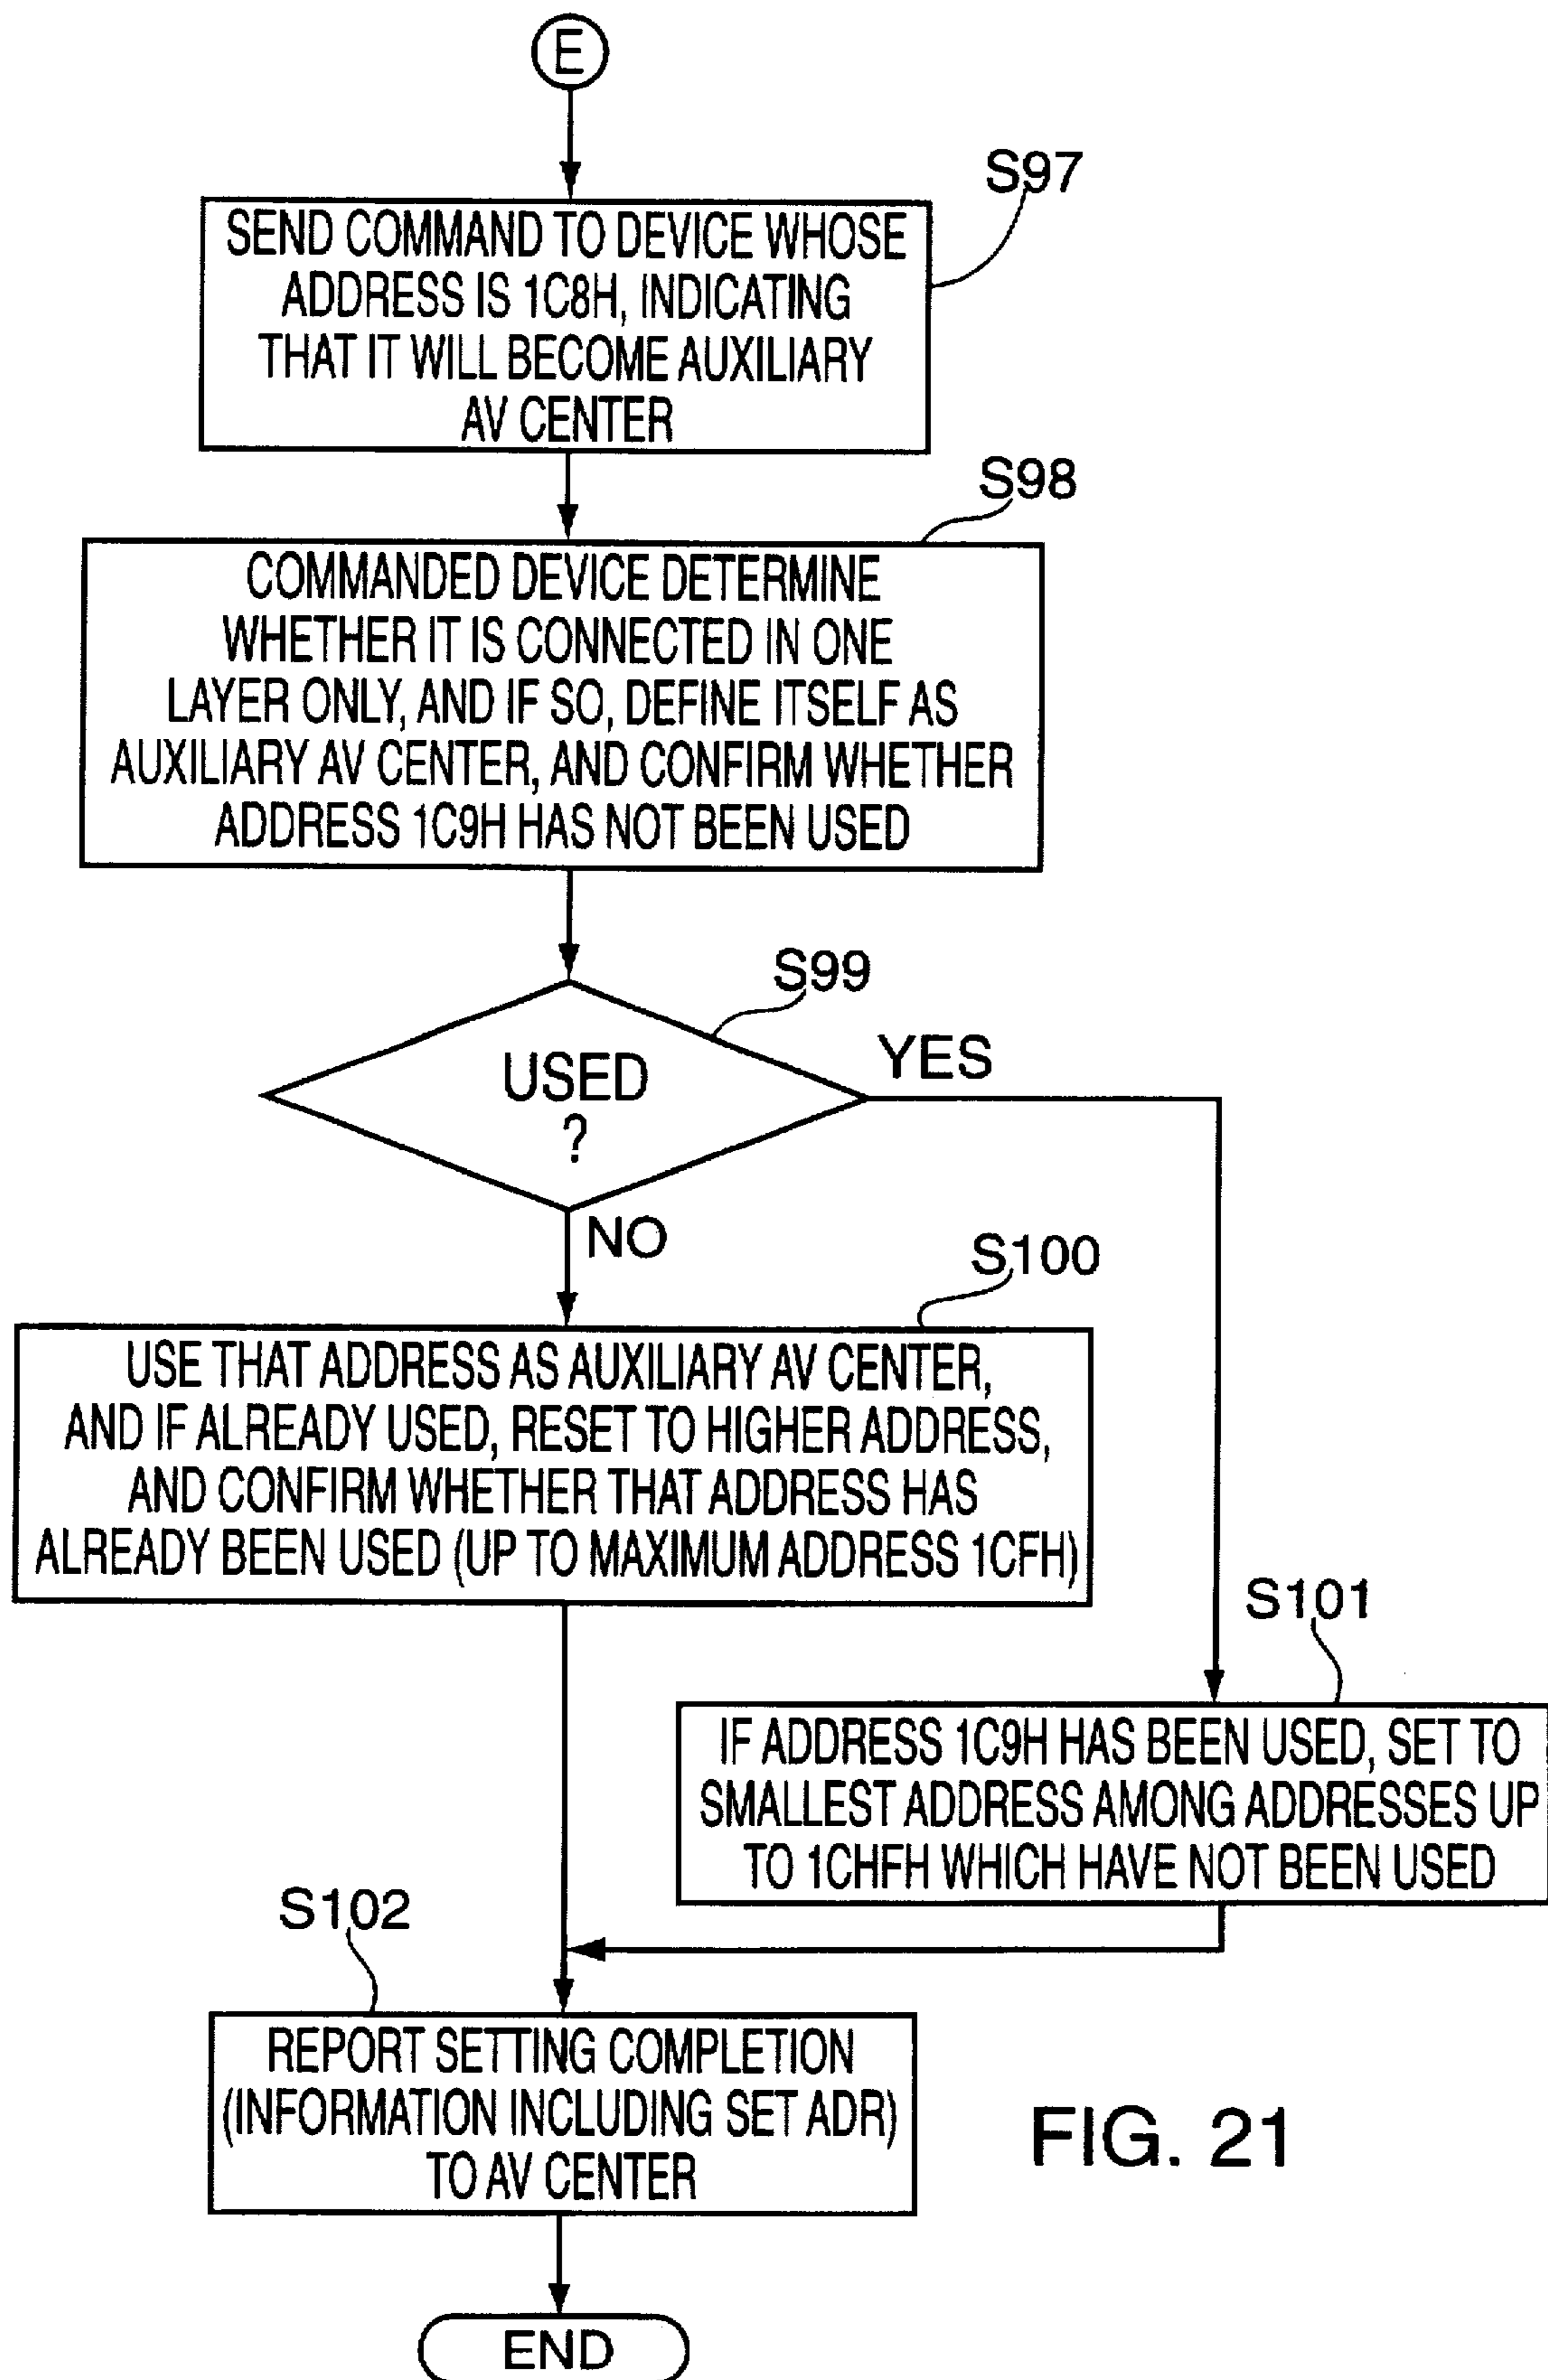 E
S97
SEND COMMAND TO DEVICE WHOSE
ADDRESS IS 1C8H, INDICATING
THAT IT WILL BECOME AUXILIARY
AV CENTER
S98
COMMANDED DEVICE DETERMINE
WHETHER IT IS CONNECTED IN ONE
LAYER ONLY, AND IF SO, DEFINE ITSELF AS
AUXILIARY AV CENTER, AND CONFIRM WHETHER
ADDRESS 1C9H HAS NOT BEEN USED
S99
USED
?
YES
NO
S100
USE THAT ADDRESS AS AUXILIARY AV CENTER,
AND IF ALREADY USED, RESET TO HIGHER ADDRESS,
AND CONFIRM WHETHER THAT ADDRESS HAS
ALREADY BEEN USED (UP TO MAXIMUM ADDRESS 1CFH)
S101
IF ADDRESS 1C9H HAS BEEN USED, SET TO
SMALLEST ADDRESS AMONG ADDRESSES UP
TO 1CHFH WHICH HAVE NOT BEEN USED
S102
REPORT SETTING COMPLETION
(INFORMATION INCLUDING SET ADR)
TO AV CENTER
FIG. 21
END